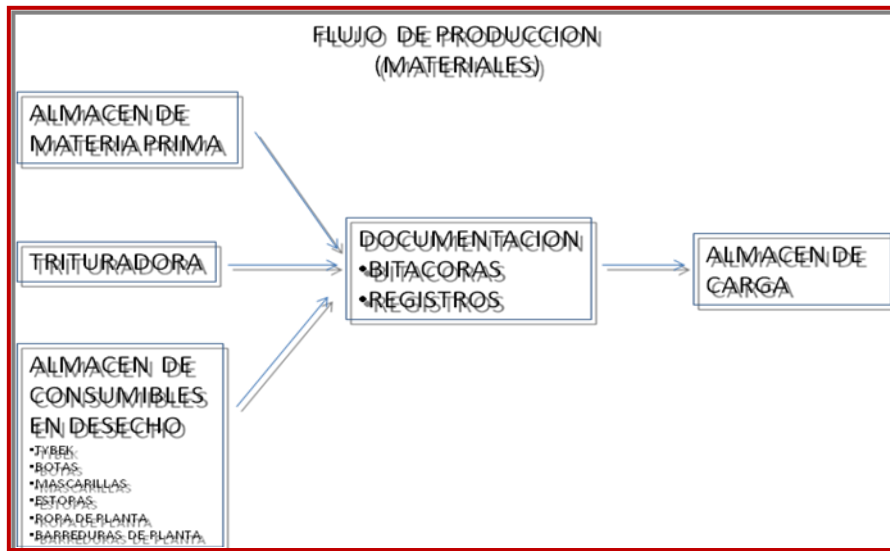 FLUJO DE PRODUCCION
(MATERIALES)
ALMACEN DE
MATERIA PRIMA
TRITURADORA
ALMACEN DE
CONSUMIBLES
EN DESECHO
•TYBEK
•BOTAS
•MASCARILLAS
•ESTOPAS
•ROPA DE PLANTA
•BARREDURAS DE PLANTA
DOCUMENTACION
•BITACORAS
•REGISTROS
ALMACEN DE
CARGA